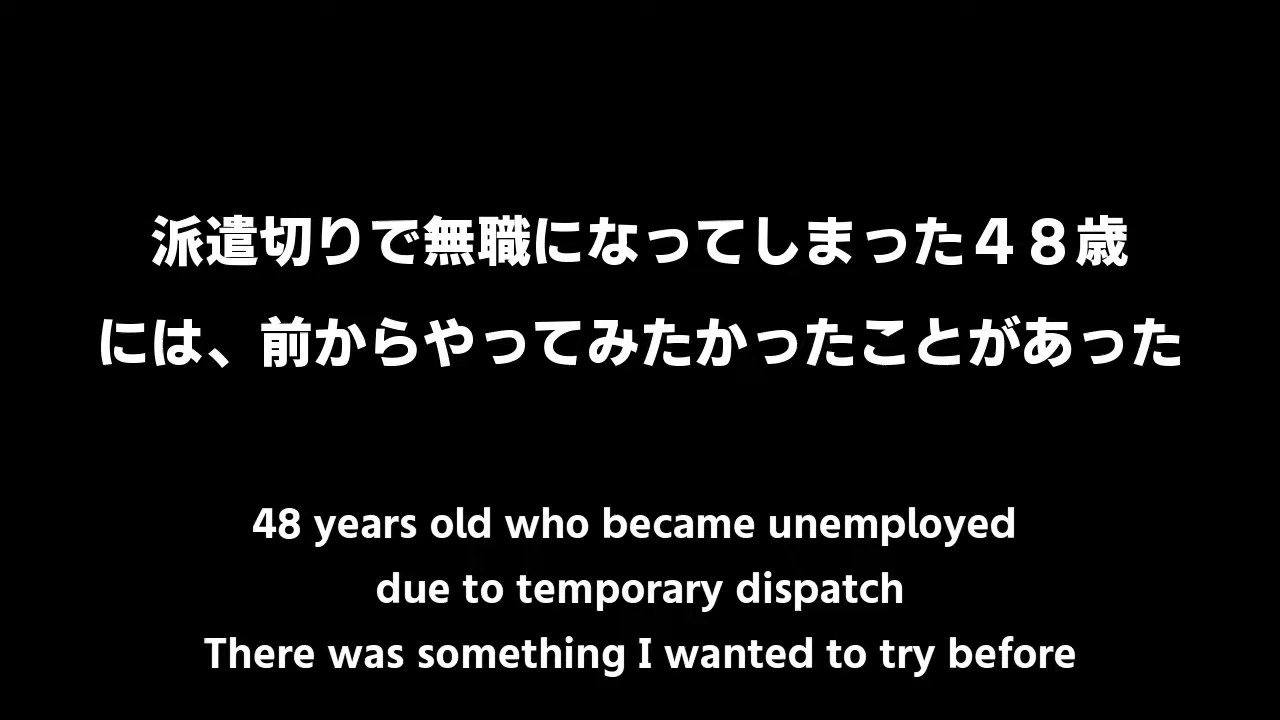 派遣切りで無職になってしまった４８歳
には、前からやってみたかったことがあった
48 years old who became unemployed
due to temporary dispatch
There was something I wanted to try before